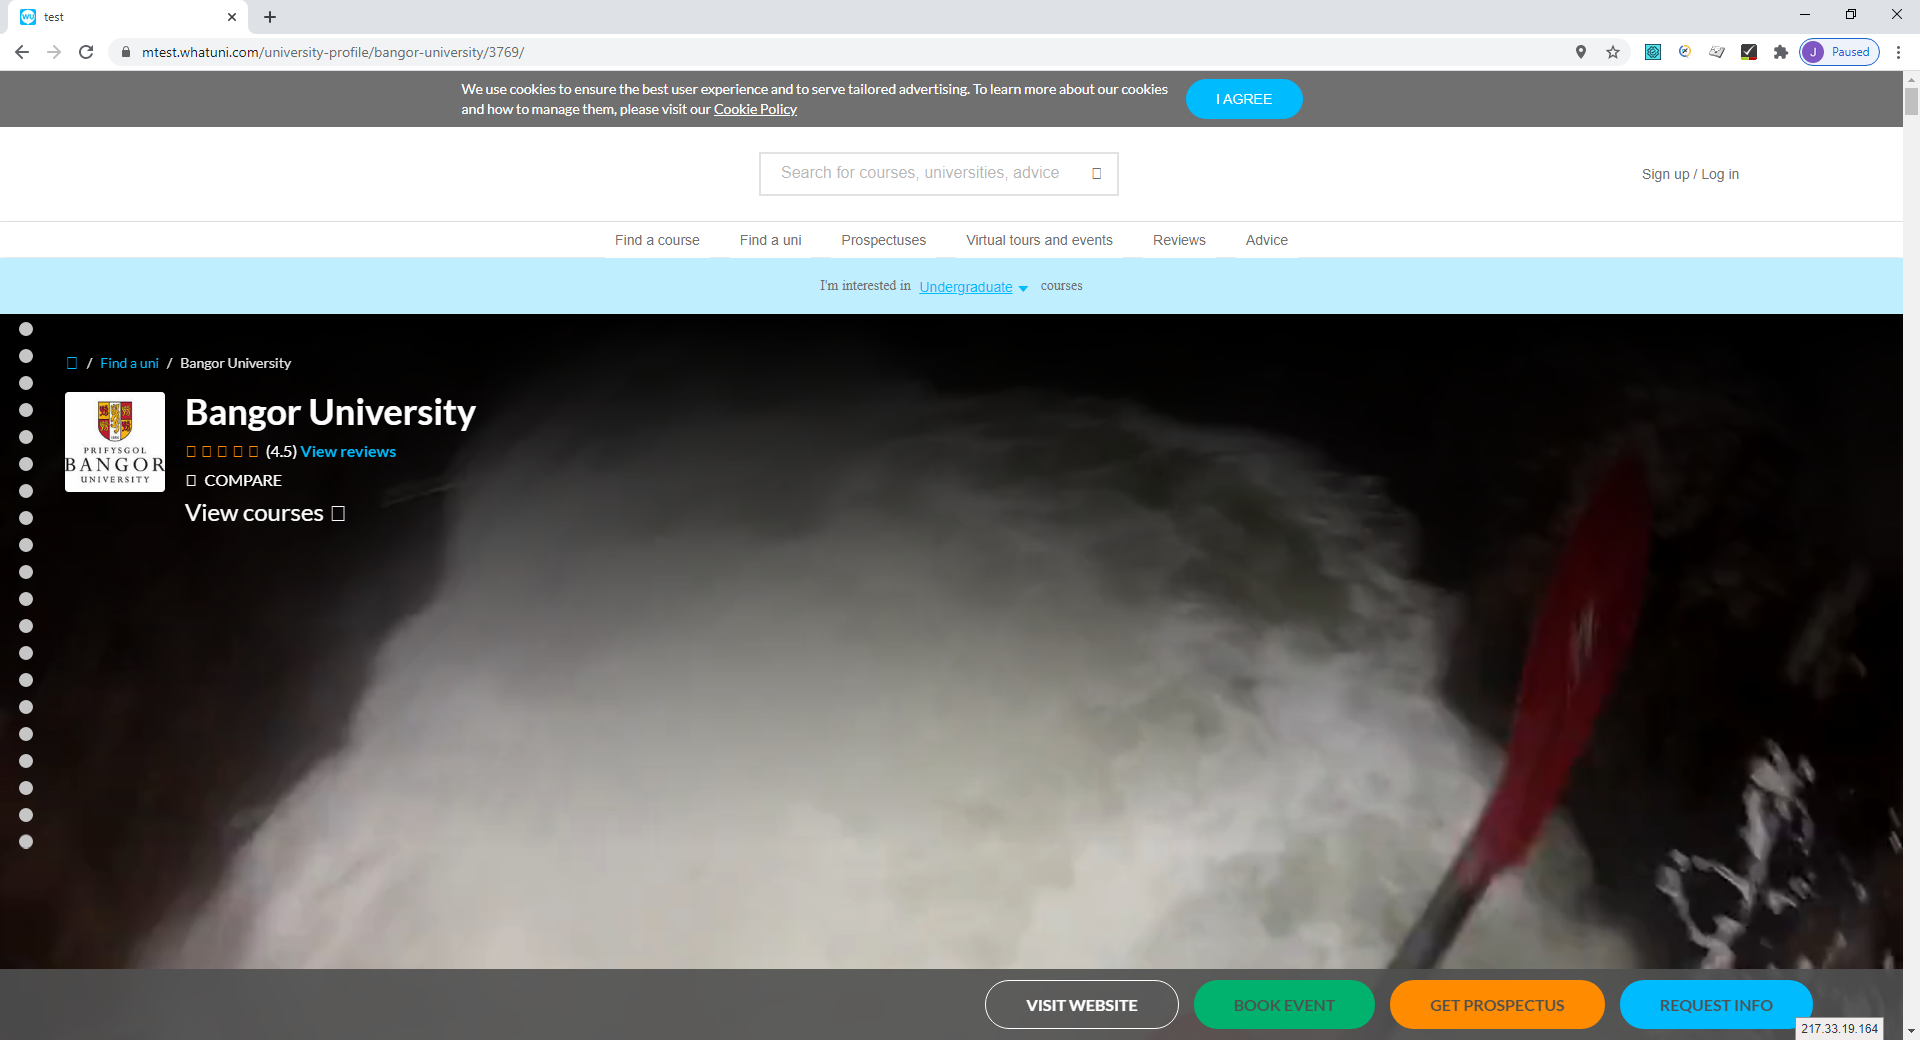 test
mtest.whatuni.com/university-profile/bangor-university/3769/
J Paused
We use cookies to ensure the best user experience and to serve tailored advertising. To learn more about our cookies
and how to manage them, please visit our Cookie Policy
I AGREE
Search for courses, universities, advice
Sign up / Log in
Find a course Find a uni Prospectuses Virtual tours and events Reviews Advice
I'm interested in Undergraduate courses
/ Find a uni / Bangor University
PRIFYSGOL
BANGOR
UNIVERSITY
Bangor University
(4.5) View reviews
COMPARE
View courses
VISIT WEBSITE BOOK EVENT GET PROSPECTUS REQUEST INFO
217.33.19.164